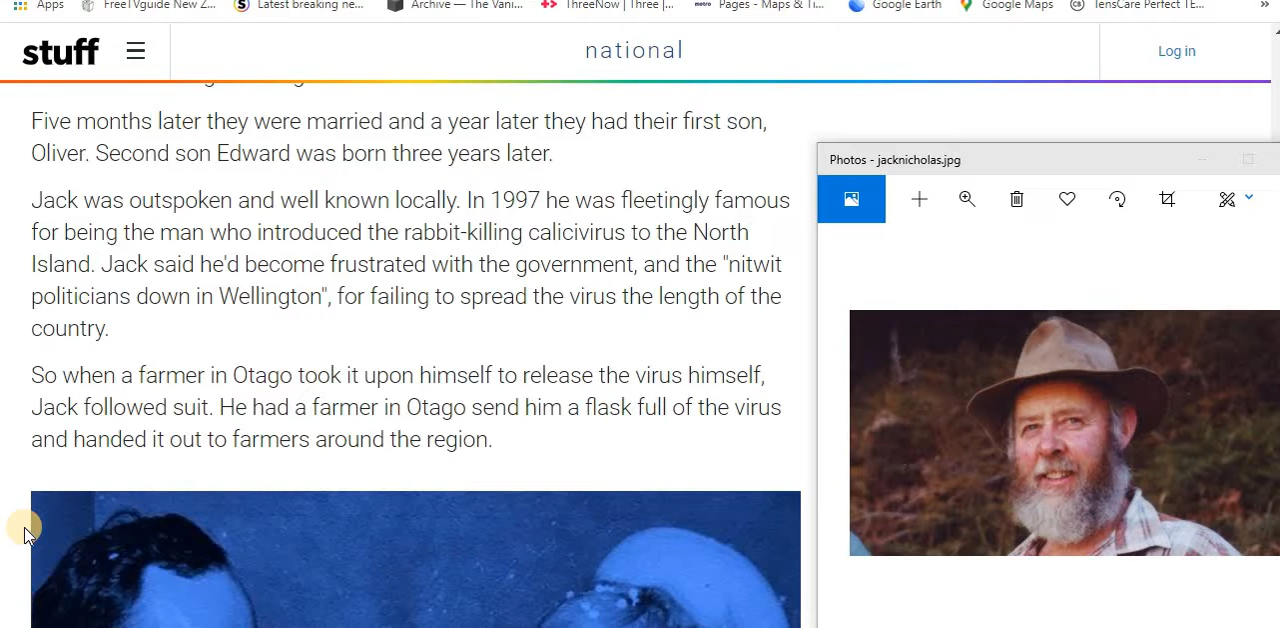 Apps
FreeTVguide New Z...
Latest breaking ne...
Archive — The Vani...
ThreeNow | Three |...
metro
Pages - Maps & Ti...
Google Earth
Google Maps
TensCare Perfect TE...
»
stuff
national
Log in
Five months later they were married and a year later they had their first son,
Oliver. Second son Edward was born three years later.
Jack was outspoken and well known locally. In 1997 he was fleetingly famous
for being the man who introduced the rabbit-killing calicivirus to the North
Island. Jack said he'd become frustrated with the government, and the "nitwit
politicians down in Wellington", for failing to spread the virus the length of the
country.
So when a farmer in Otago took it upon himself to release the virus himself,
Jack followed suit. He had a farmer in Otago send him a flask full of the virus
and handed it out to farmers around the region.
Photos - jacknicholas.jpg